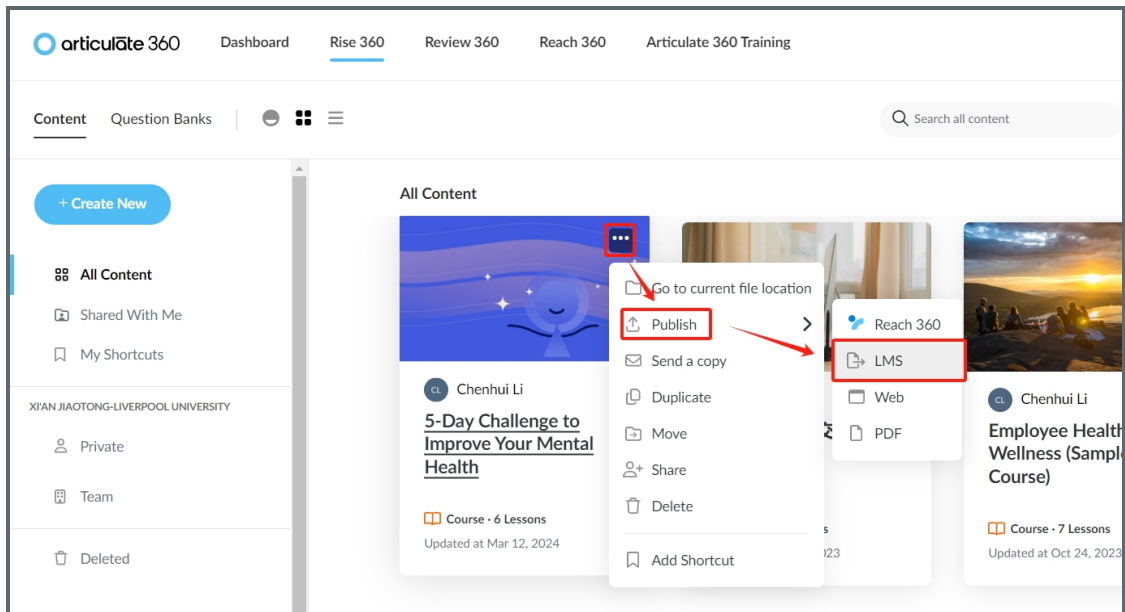 articulāte 360
Dashboard
Rise 360
Review 360
Reach 360
Articulate 360 Training
Content
Question Banks
Search all content
+ Create New
All Content
Shared With Me
My Shortcuts
XI'AN JIAOTONG-LIVERPOOL UNIVERSITY
Private
Team
Deleted
All Content
CL
Chenhui Li
5-Day Challenge to
Improve Your Mental
Health
Course · 6 Lessons
Updated at Mar 12, 2024
Go to current file location
Publish
Send a copy
Duplicate
Move
Share
Delete
Add Shortcut
Reach 360
LMS
Web
PDF
CL
Chenhui Li
Employee Health
Wellness (Sampl
Course)
Course · 7 Lessons
Updated at Oct 24, 2023